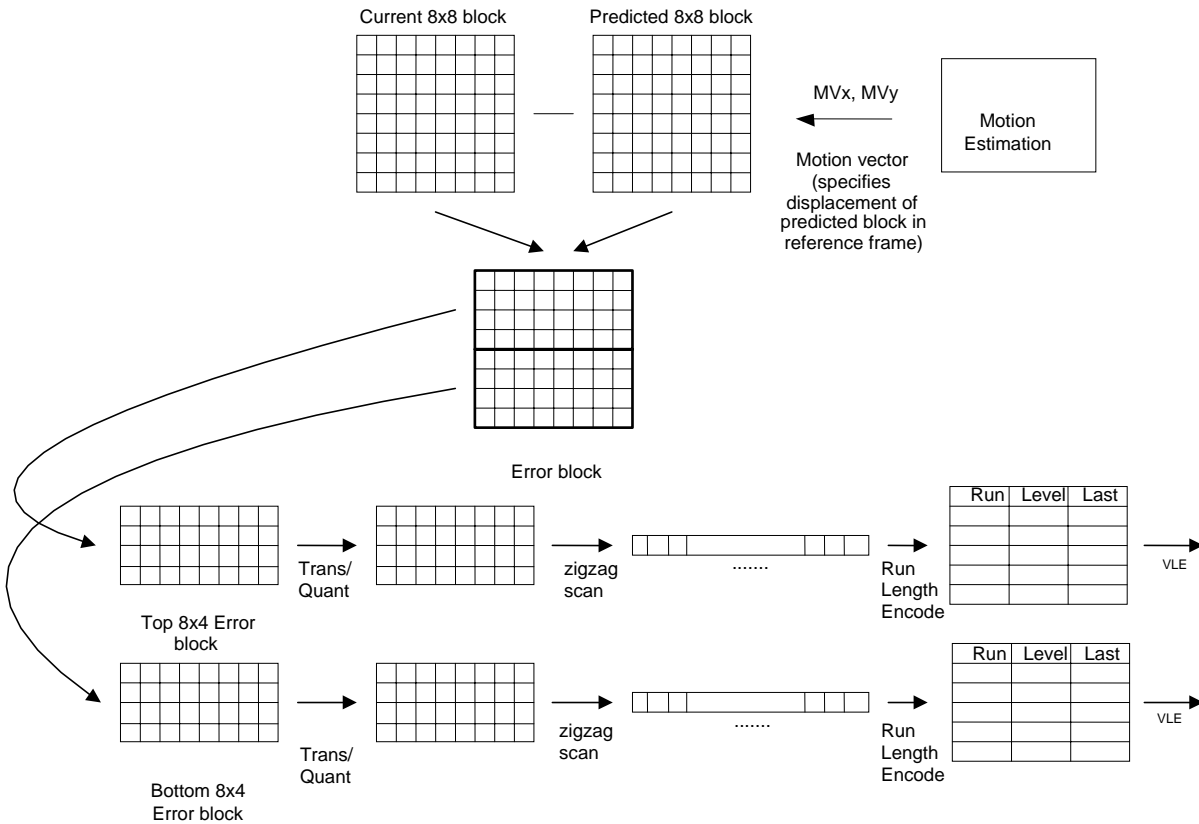 Current 8x8 block
Predicted 8x8 block
MVx, MVy
Motion
Estimation
Motion vector
(specifies
displacement of
predicted block in
reference frame)
Error block
Run Level Last
Trans/
Quant
zigzag
scan
.......
Run
Length
Encode
VLE
Top 8x4 Error
block
Run Level Last
Trans/
Quant
zigzag
scan
.......
Run
Length
Encode
VLE
Bottom 8x4
Error block